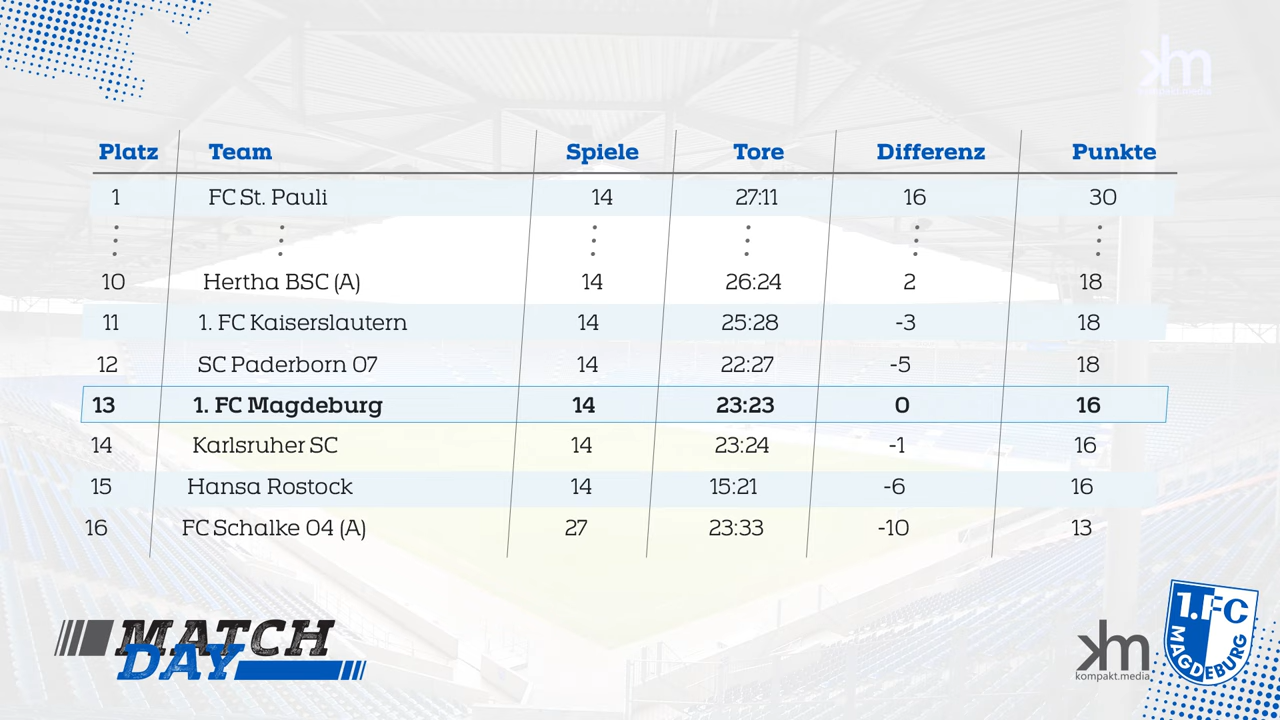 km
kompakt.media
Platz Team Spiele Tore Differenz Punkte
1 FC St. Pauli 14 27:11 16 30
10 Hertha BSC (A) 14 26:24 2 18
11 1. FC Kaiserslautern 14 25:28 -3 18
12 SC Paderborn 07 14 22:27 -5 18
13 1. FC Magdeburg 14 23:23 0 16
14 Karlsruher SC 14 23:24 -1 16
15 Hansa Rostock 14 15:21 -6 16
16 FC Schalke 04 (A) 27 23:33 -10 13
MATCH
DAY
km
kompakt.media
1. FC
MAGDEBURG